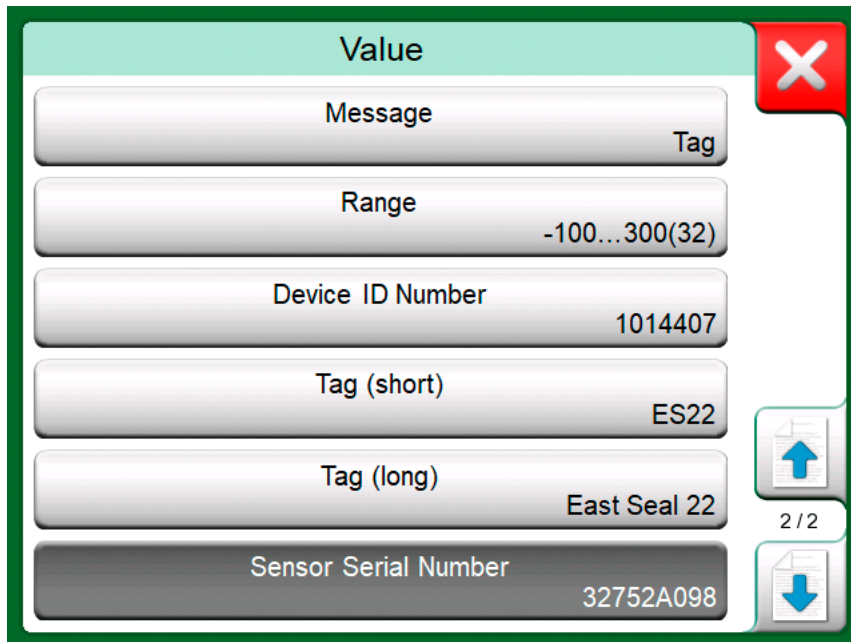 Value
Message
Tag
Range
-100...300(32)
Device ID Number
1014407
Tag (short)
ES22
Tag (long)
East Seal 22
2/2
Sensor Serial Number
32752A098